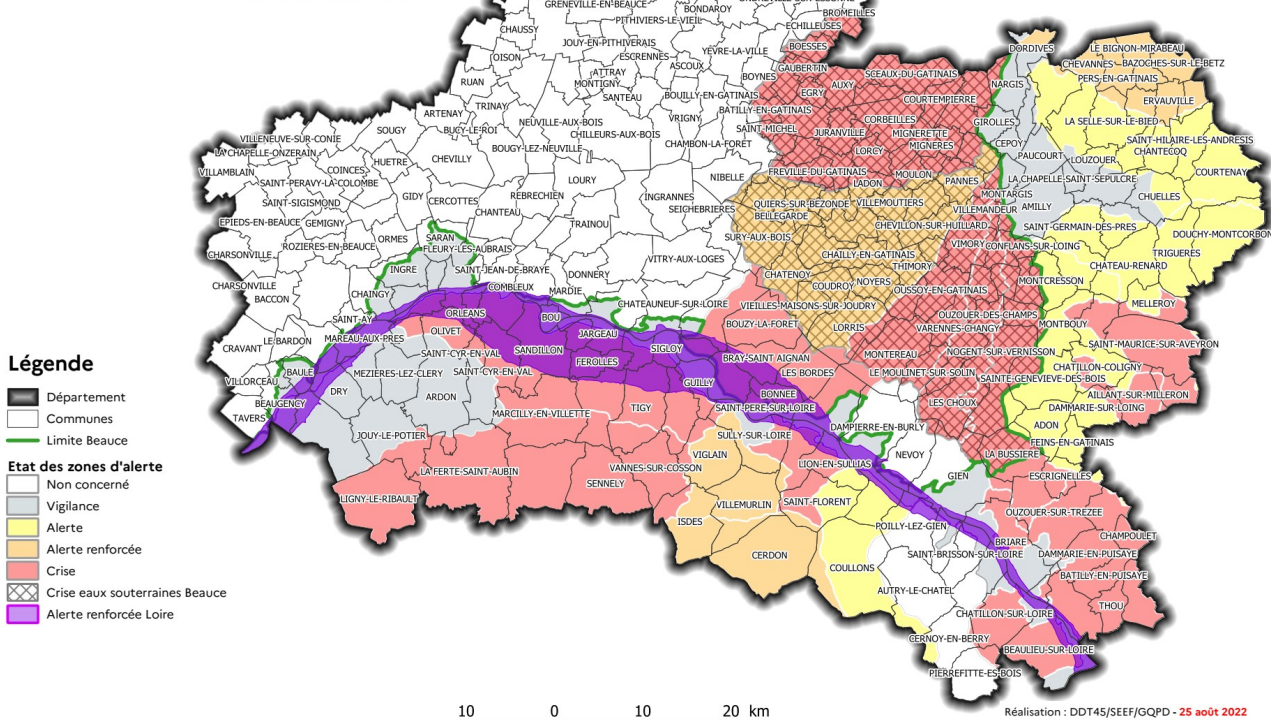 GRENEVILLE-EN-BEAUCE
BONDAROY
BROMEILLES
PITHIVIERS-LE-VIEIL
ECHILLEUSES
CHAUSSY
JOUY-EN-PITHIVERAIS
YEVRE-LA-VILLE
BOESSES
DORDIVES
LE BIGNON-MIRABEAU
OISON
ESCRENNES
ASCOUX
GAUBERTIN
CHEVANNES
BAZOCHES-SUR-LE-BETZ
RUAN
ATTRAY
BOYNES
SCEAUX-DU-GATINAIS
PERS-EN-GATINAIS
MONTIGNY
AUXY
NARGIS
EGRY
TRINAY
SANTEAU
BOUILLY-EN-GATINAIS
COURTEMPIERRE
ERVAUVILLE
ARTENAY
BATILLY-EN-GATINAIS
VRIGNY
CORBEILLES
GIROLLES
LA SELLE-SUR-LE-BIED
NEUVILLE-AUX-BOIS
SOUGY
BUCY-LE-ROI
SAINT-MICHEL
JURANVILLE
MIGNERETTE
CHILLEURS-AUX-BOIS
VILLENEUVE-SUR-CONIE
MIGNERES
CEPOY
SAINT-HILAIRE-LES-ANDRESIS
CHAMBON-LA-FORET
BOUGY-LEZ-NEUVILLE
LORCY
CHANTECOQ
LA CHAPELLE-ONZERAIN
PAUCOURT
LOUZOUER
HUETRE
CHEVILLY
VILLAMBLAIN
COINCES
FREVILLE-DU-GATINAIS
MOULON
COURTENAY
NIBELLE
LOURY
LADON
PANNES
LA CHAPELLE-SAINT-SEPULCRE
SAINT-PERAVY-LA-COLOMBE
MONTARGIS
GIDY
CERCOTTES
REBRECHIEN
INGRANNES
CHUELLES
SAINT-SIGISMOND
QUIERS-SUR-BEZONDE
VILLEMOUTIERS
AMILLY
CHANTEAU
SEICHEBRIERES
VILLEMANDEUR
BELLEGARDE
EPIEDS-EN-BEAUCE
GEMIGNY
TRAINOU
CHEVILLON-SUR-HUILLARD
SAINT-GERMAIN-DES-PRES
DOUCHY-MONTCORBON
ORMES
SARAN
SURY-AUX-BOIS
ROZIERES-EN-BEAUCE
FLEURY-LES-AUBRAIS
VIMORY
CONFLANS-SUR-LOING
CHARSONVILLE
CHAILLY-EN-GATINAIS
TRIGUERES
VITRY-AUX-LOGES
INGRE
SAINT-JEAN-DE-BRAYE
DONNERY
CHATENOY
THIMORY
CHATEAU-RENARD
CHARSONVILLE
COMBLEUX
COUDROY
NOYERS
OUSSOY-EN-GATINAIS
MONTCRESSON
CHAINGY
MARDIE
BACCON
CHATEAUNEUF-SUR-LOIRE
VIEILLES-MAISONS-SUR-JOUDRY
MELLEROY
SAINT-AY
ORLEANS
BOU
OUZOUER-DES-CHAMPS
OLIVET
BOUZY-LA-FORET
LORRIS
VARENNES-CHANGY
MONTBOUY
LE BARDON
MAREAU-AUX-PRES
JARGEAU
CRAVANT
SANDILLON
SIGLOY
SAINT-MAURICE-SUR-AVEYRON
SAINT-CYR-EN-VAL
BRAY-SAINT AIGNAN
MONTEREAU
NOGENT-SUR-VERNISSON
FEROLLES
BAULE
MEZIERES-LEZ-CLERY
SAINT-CYR-EN-VAL
LES BORDES
LE MOULINET-SUR-SOLIN
CHATILLON-COLIGNY
VILLORCEAU
GUILLY
SAINTE-GENEVIEVE-DES-BOIS
DRY
ARDON
BONNEE
AILLANT-SUR-MILLERON
BEAUGENCY
MARCILLY-EN-VILLETTE
TIGY
SAINT-PERE-SUR-LOIRE
LES CHOUX
DAMMARIE-SUR-LOING
TAVERS
JOUY-LE-POTIER
SULLY-SUR-LOIRE
DAMPIERRE-EN-BURLY
ADON
VIGLAIN
NEVOY
LA BUSSIERE
FEINS-EN-GATINAIS
LA FERTE-SAINT-AUBIN
VANNES-SUR-COSSON
LION-EN-SULLIAS
SENNELY
GIEN
ESCRIGNELLES
LIGNY-LE-RIBAULT
VILLEMURLIN
SAINT-FLORENT
OUZOUER-SUR-TREZEE
ISDES
POILLY-LEZ-GIEN
CHAMPOULET
BRIARE
CERDON
SAINT-BRISSON-SUR-LOIRE
DAMMARIE-EN-PUISAYE
COULLONS
BATILLY-EN-PUISAYE
AUTRY-LE-CHATEL
CHATILLON-SUR-LOIRE
THOU
CERNOY-EN-BERRY
BEAULIEU-SUR-LOIRE
PIERREFITTE-ES-BOIS
Légende
Département
Communes
Limite Beauce
Etat des zones d'alerte
Non concerné
Vigilance
Alerte
Alerte renforcée
Crise
Crise eaux souterraines Beauce
Alerte renforcée Loire
10 0 10 20 km
Réalisation : DDT45/SEEF/GQPD - 25 août 2022